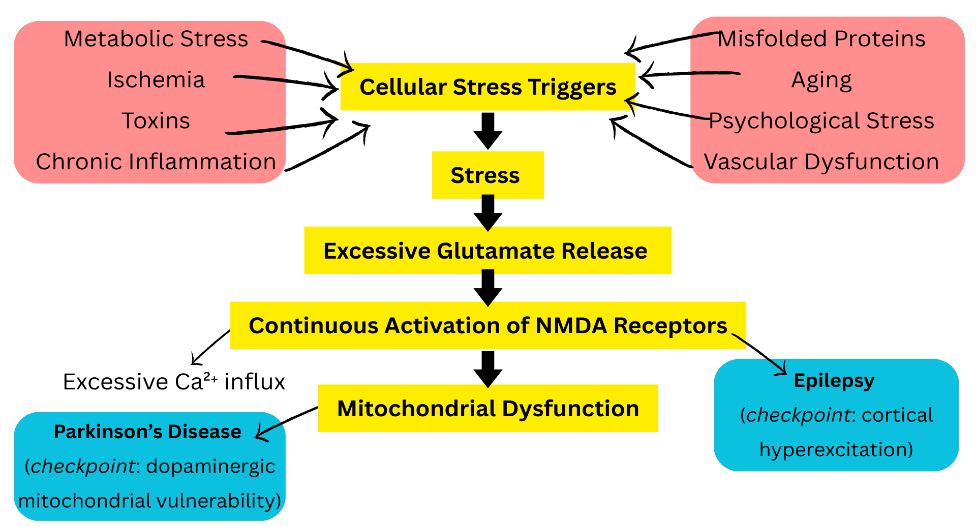 Metabolic Stress
Ischemia
Toxins
Chronic Inflammation
Misfolded Proteins
Aging
Psychological Stress
Vascular Dysfunction
Cellular Stress Triggers
Stress
Excessive Glutamate Release
Continuous Activation of NMDA Receptors
Excessive Ca²⁺ influx
Mitochondrial Dysfunction
Parkinson's Disease
(checkpoint: dopaminergic
mitochondrial vulnerability)
Epilepsy
(checkpoint: cortical
hyperexcitation)